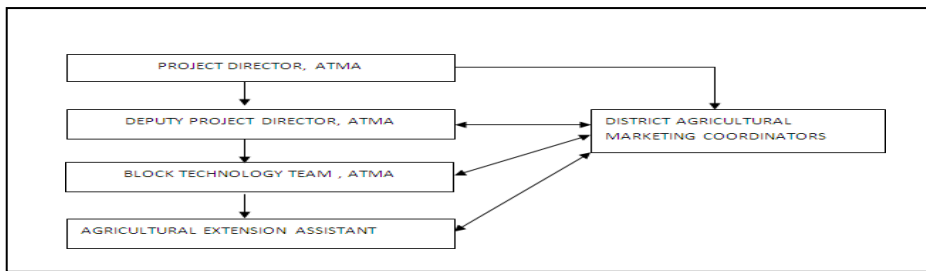 PROJECT DIRECTOR, ATMA
DEPUTY PROJECT DIRECTOR, ATMA
DISTRICT AGRICULTURAL
MARKETING COORDINATORS
BLOCK TECHNOLOGY TEAM , ATMA
AGRICULTURAL EXTENSION ASSISTANT